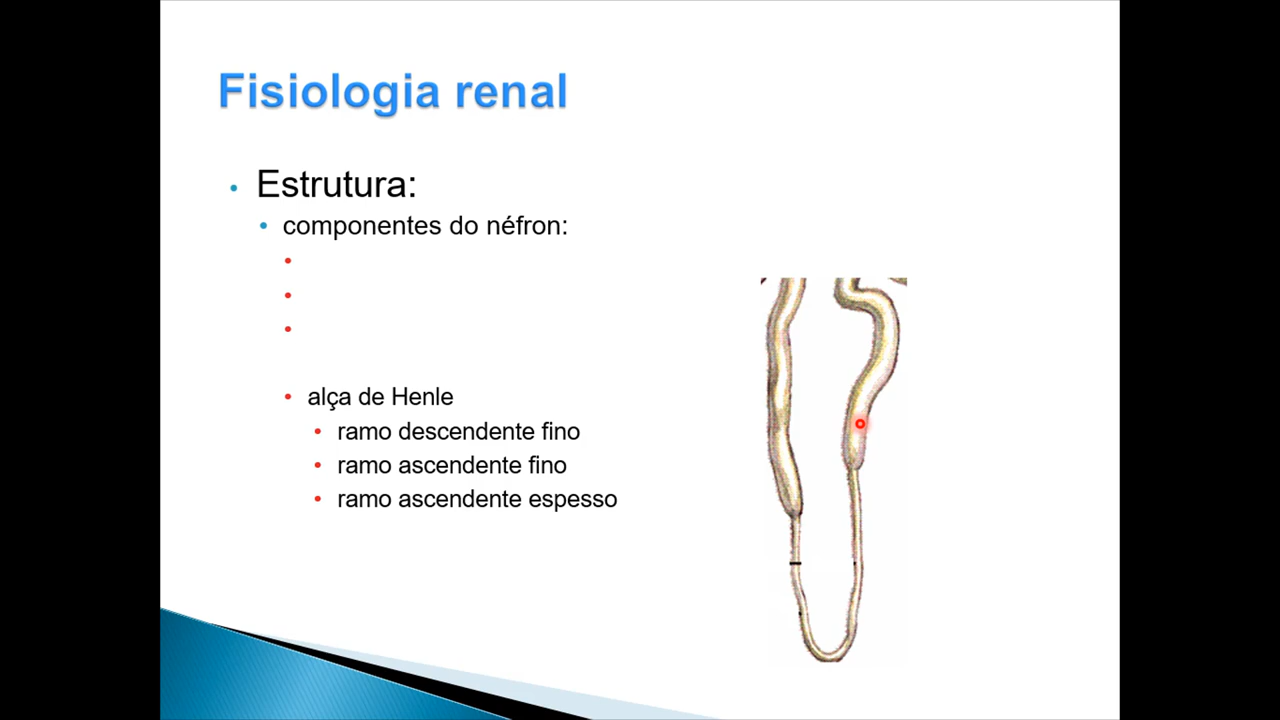 Fisiologia renal
Estrutura:
componentes do néfron:
alça de Henle
ramo descendente fino
ramo ascendente fino
ramo ascendente espesso